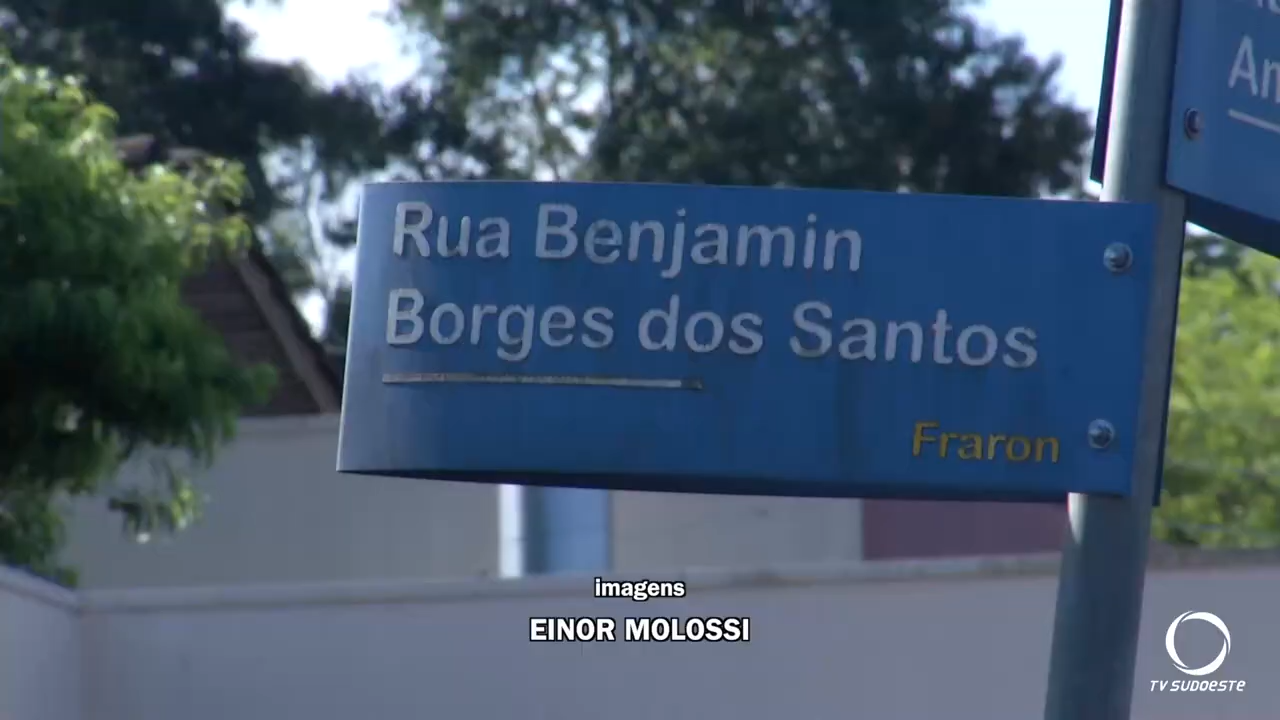 Rua Benjamin
Borges dos Santos
Fraron
imagens
EINOR MOLOSSI
TV SUDOESTE